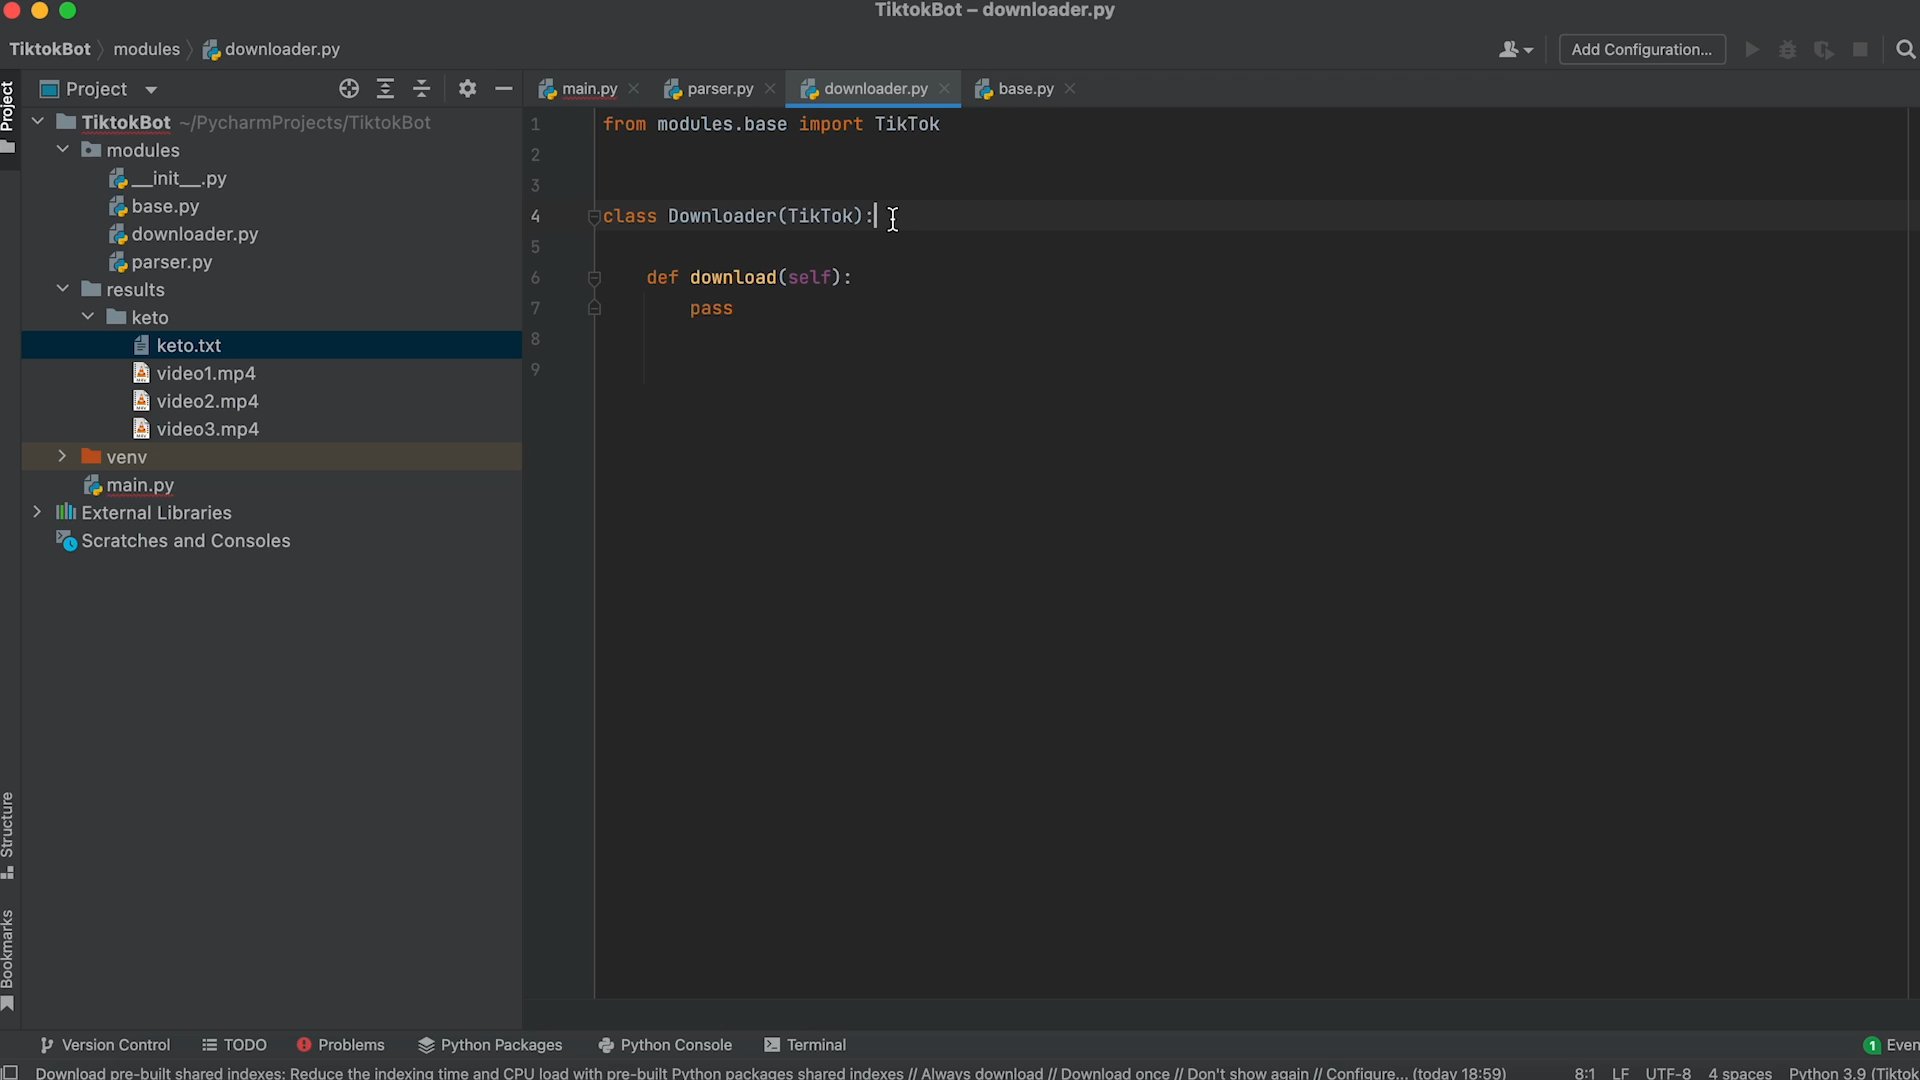 TiktokBot – downloader.py
TiktokBot modules downloader.py
Add Configuration...
Project
Project
main.py
parser.py
downloader.py
base.py
TiktokBot ~/PycharmProjects/TiktokBot
modules
__init__.py
base.py
downloader.py
parser.py
results
keto
keto.txt
video1.mp4
video2.mp4
video3.mp4
venv
main.py
External Libraries
Scratches and Consoles
1 from modules.base import TikTok
2
3
4 class Downloader(TikTok):
5
6 def download(self):
7 pass
8
9
Structure
Bookmarks
Version Control
TODO
Problems
Python Packages
Python Console
Terminal
1 Even
Download pre-built shared indexes: Reduce the indexing time and CPU load with pre-built Python packages shared indexes // Always download // Download once // Don't show again // Configure... (today 18:59)
8:1 LF UTF-8 4 spaces Python 3.9 (Tiktok